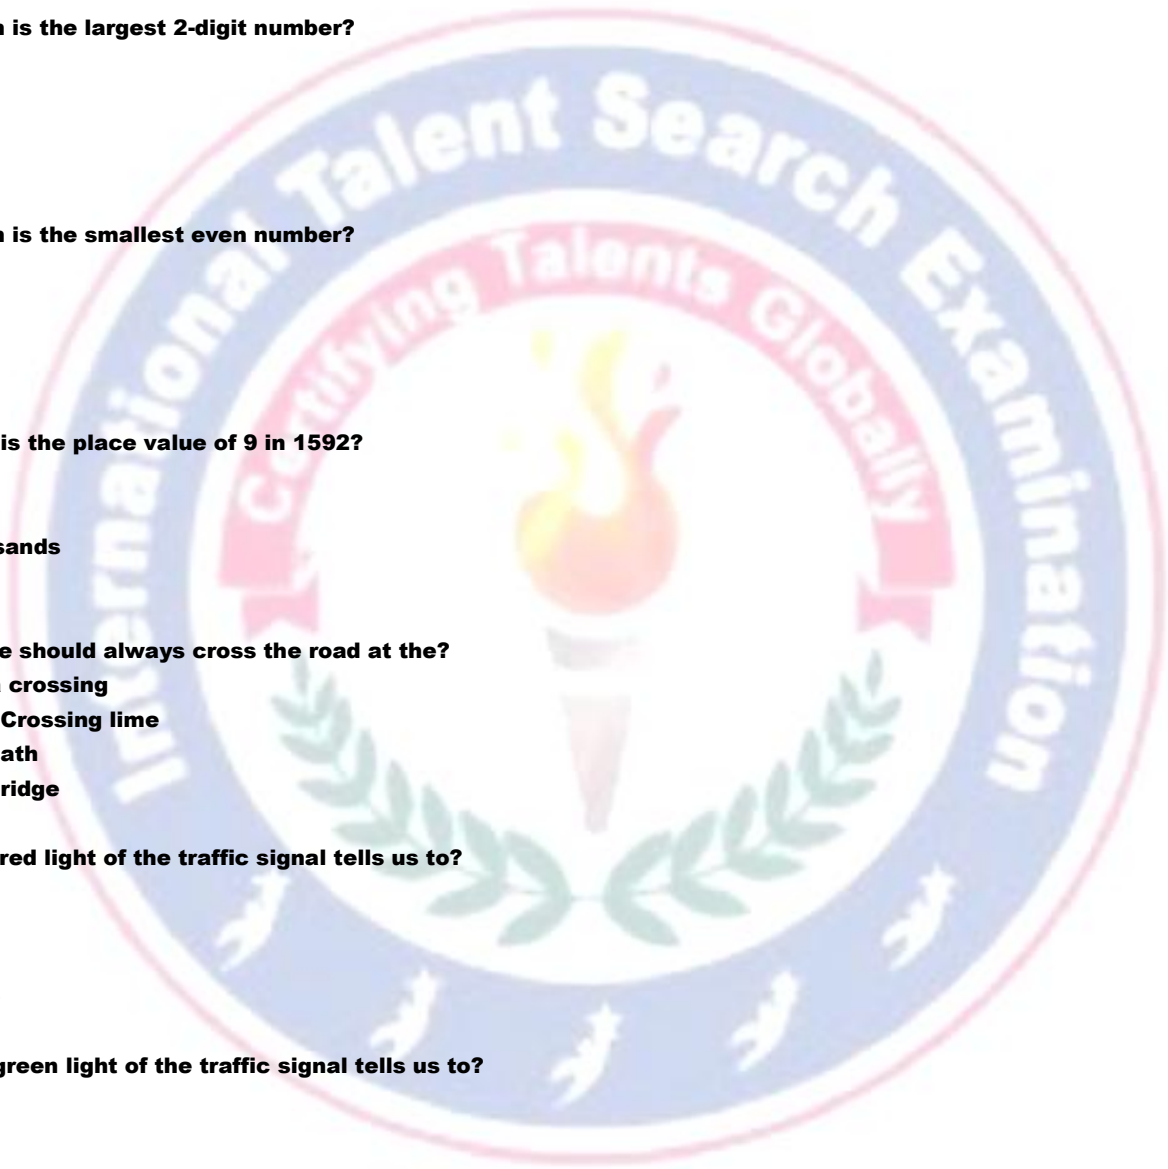 is the largest 2-digit number?
is the smallest even number?
is the place value of 9 in 1592?
sands
e should always cross the road at the?
crossing
Crossing lime
ath
ridge
red light of the traffic signal tells us to?
green light of the traffic signal tells us to?
International Talent Search Examination
Certifying Talents Globally